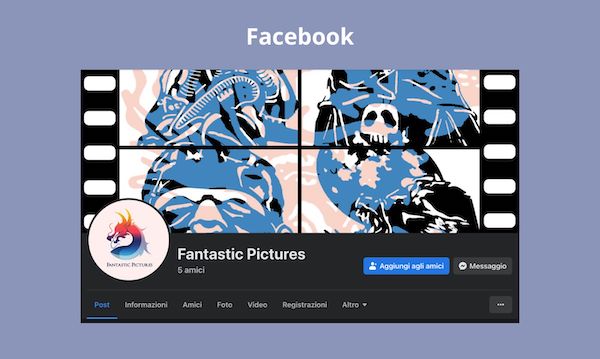 Facebook
FANTASTIC PICTURES
Fantastic Pictures
5 amici
Aggiungi agli amici
Messaggio
Post Informazioni Amici Foto Video Registrazioni Altro